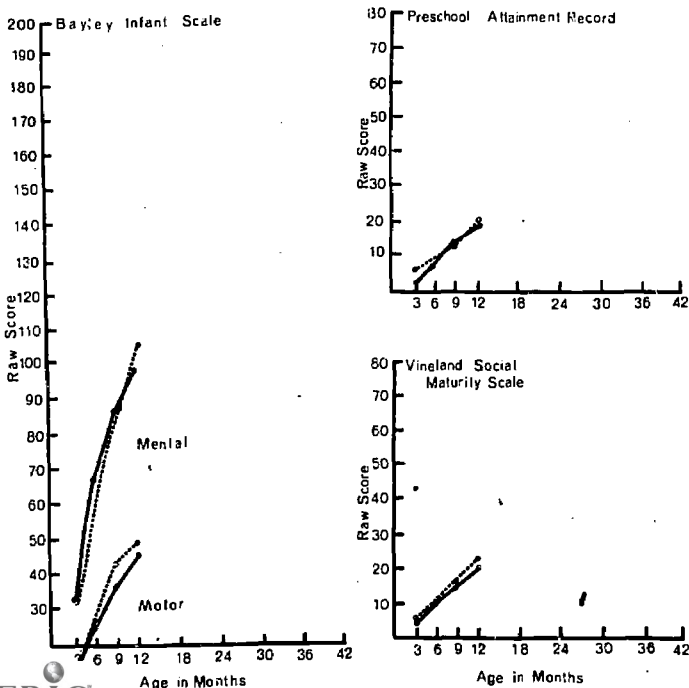 Bayley Infant Scale
200
190
180
170
160
150
140
130
120
110
100
90
80
70
60
50
40
30
Raw Score
Mental
Motor
3 6 9 12 18 24 30 36 42
Age in Months
Preschool Attainment Record
80
70
60
50
40
30
20
10
Raw Score
3 6 9 12 18 24 30 36 42
Vineland Social
Maturity Scale
80
70
60
50
40
30
20
10
Raw Score
3 6 9 12 18 24 30 36 42
Age in Months